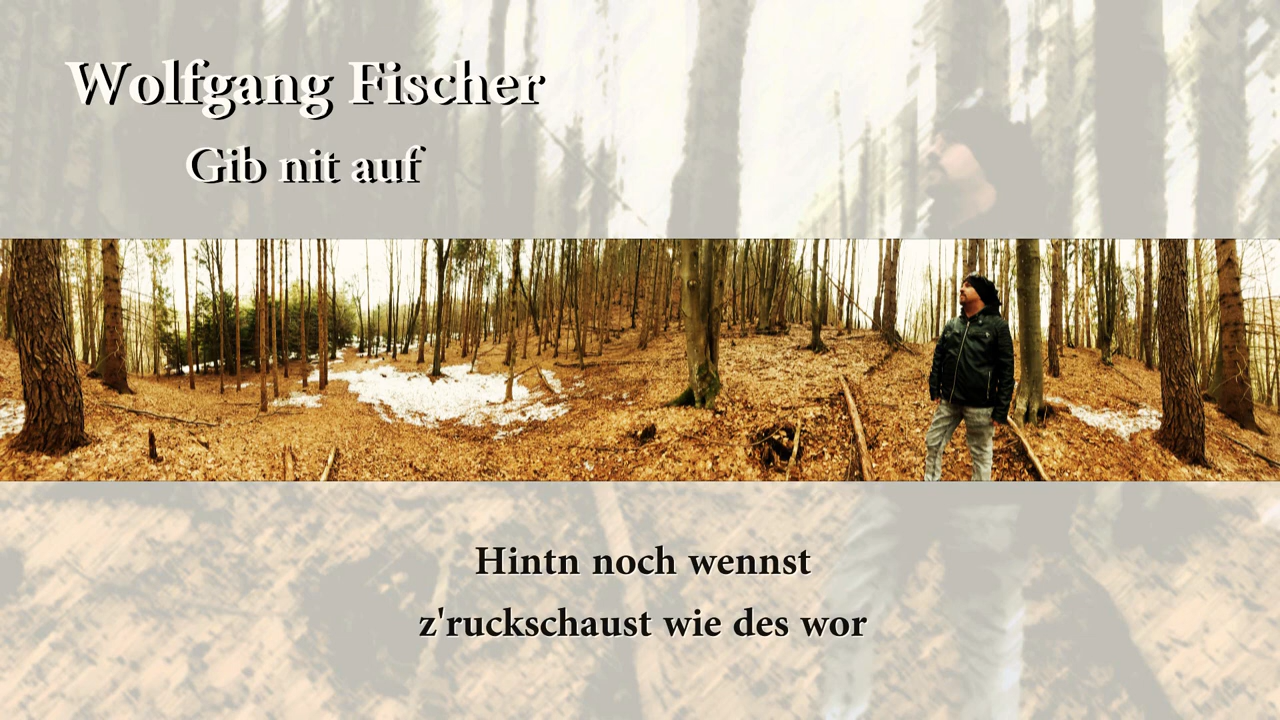 Wolfgang Fischer
Gib nit auf
Hintn noch wennst
z'ruckschaust wie des wor